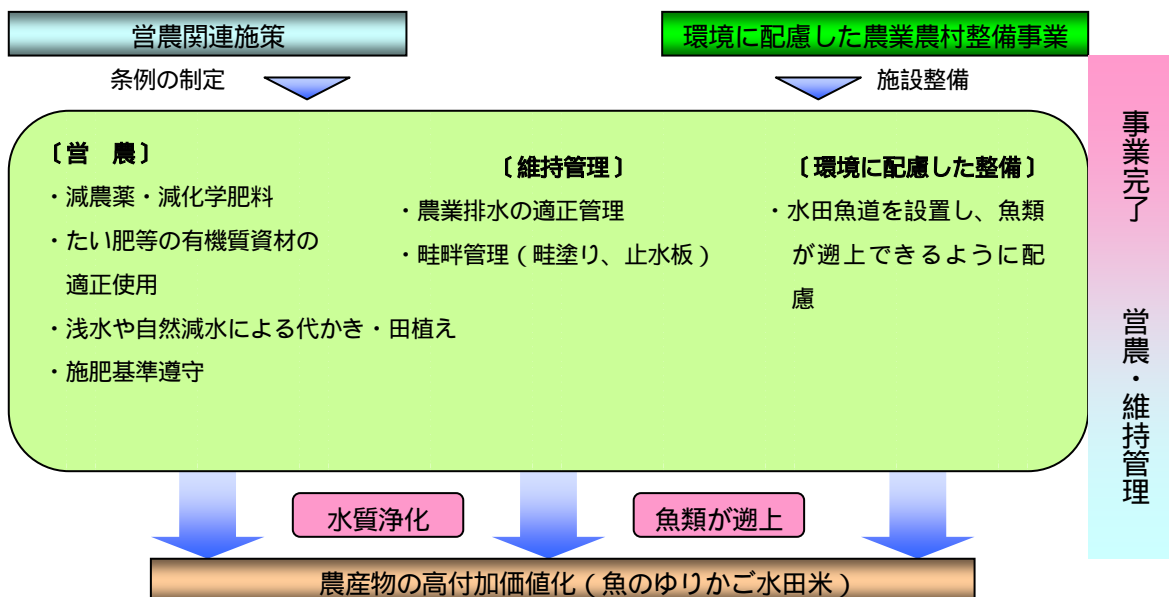 営農関連施策
環境に配慮した農業農村整備事業
条例の制定
施設整備
〔営　農〕
・減農薬・減化学肥料
・たい肥等の有機質資材の
適正使用
・浅水や自然減水による代かき・田植え
・施肥基準遵守
〔維持管理〕
・農業排水の適正管理
・畦畔管理（畦塗り、止水板）
〔環境に配慮した整備〕
・水田魚道を設置し、魚類
が遡上できるように配
慮
事業完了
営農・維持管理
水質浄化
魚類が遡上
農産物の高付加価値化（魚のゆりかご水田米）